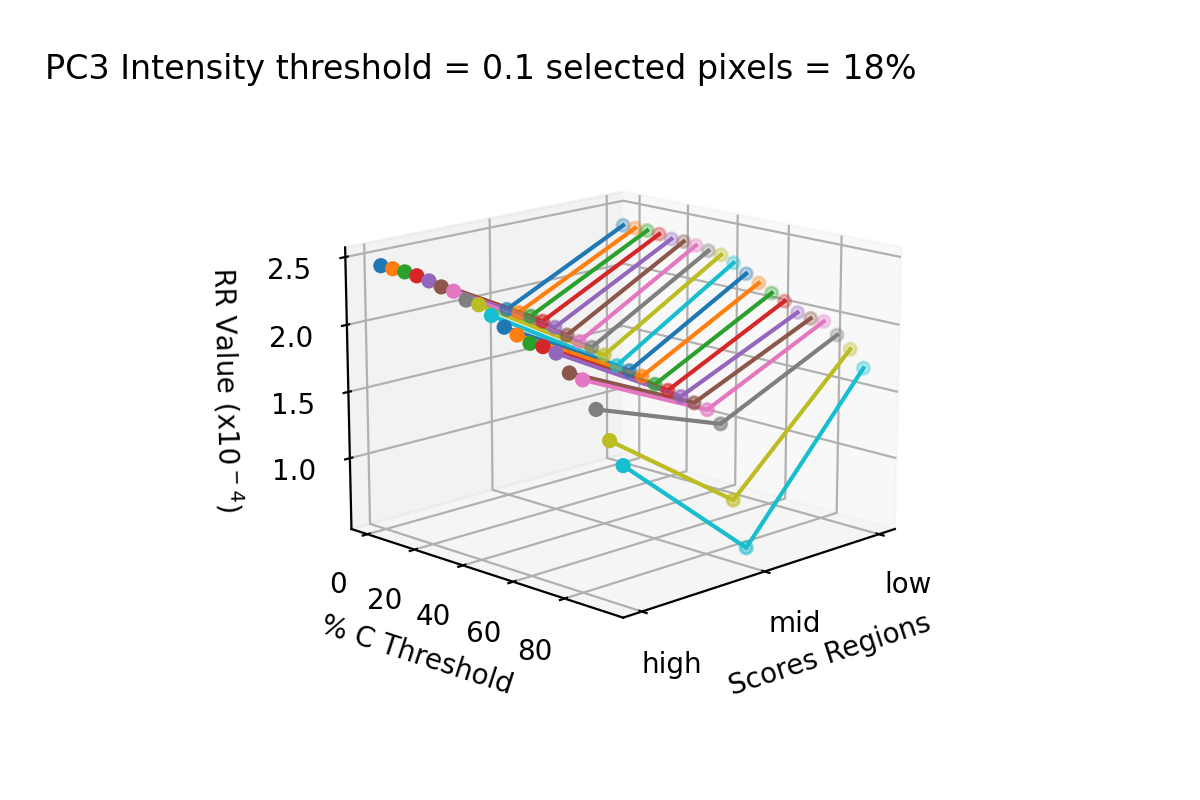 PC3 Intensity threshold = 0.1 selected pixels = 18%
RR Value (x10⁻⁴)
2.5
2.0
1.5
1.0
0
20
40
60
80
% C Threshold
high
mid
low
Scores Regions